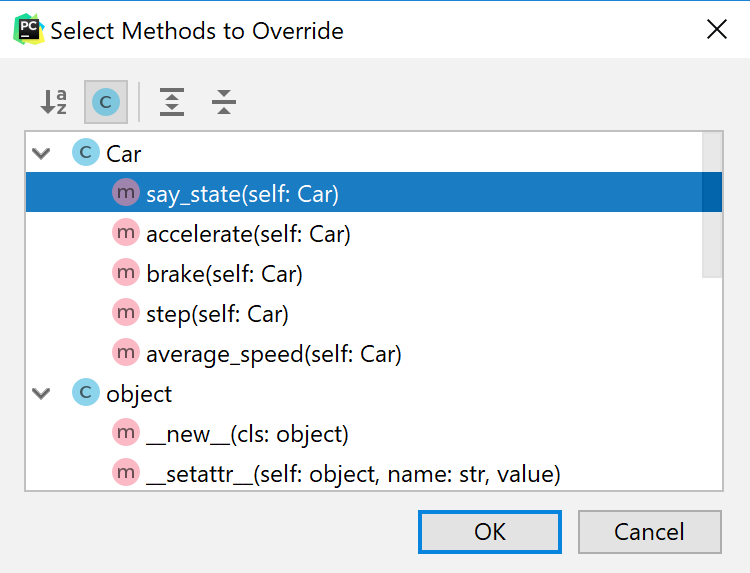 PC Select Methods to Override
a
z C
C Car
m say_state(self: Car)
m accelerate(self: Car)
m brake(self: Car)
m step(self: Car)
m average_speed(self: Car)
C object
m __new__(cls: object)
m __setattr__(self: object, name: str, value)
OK Cancel